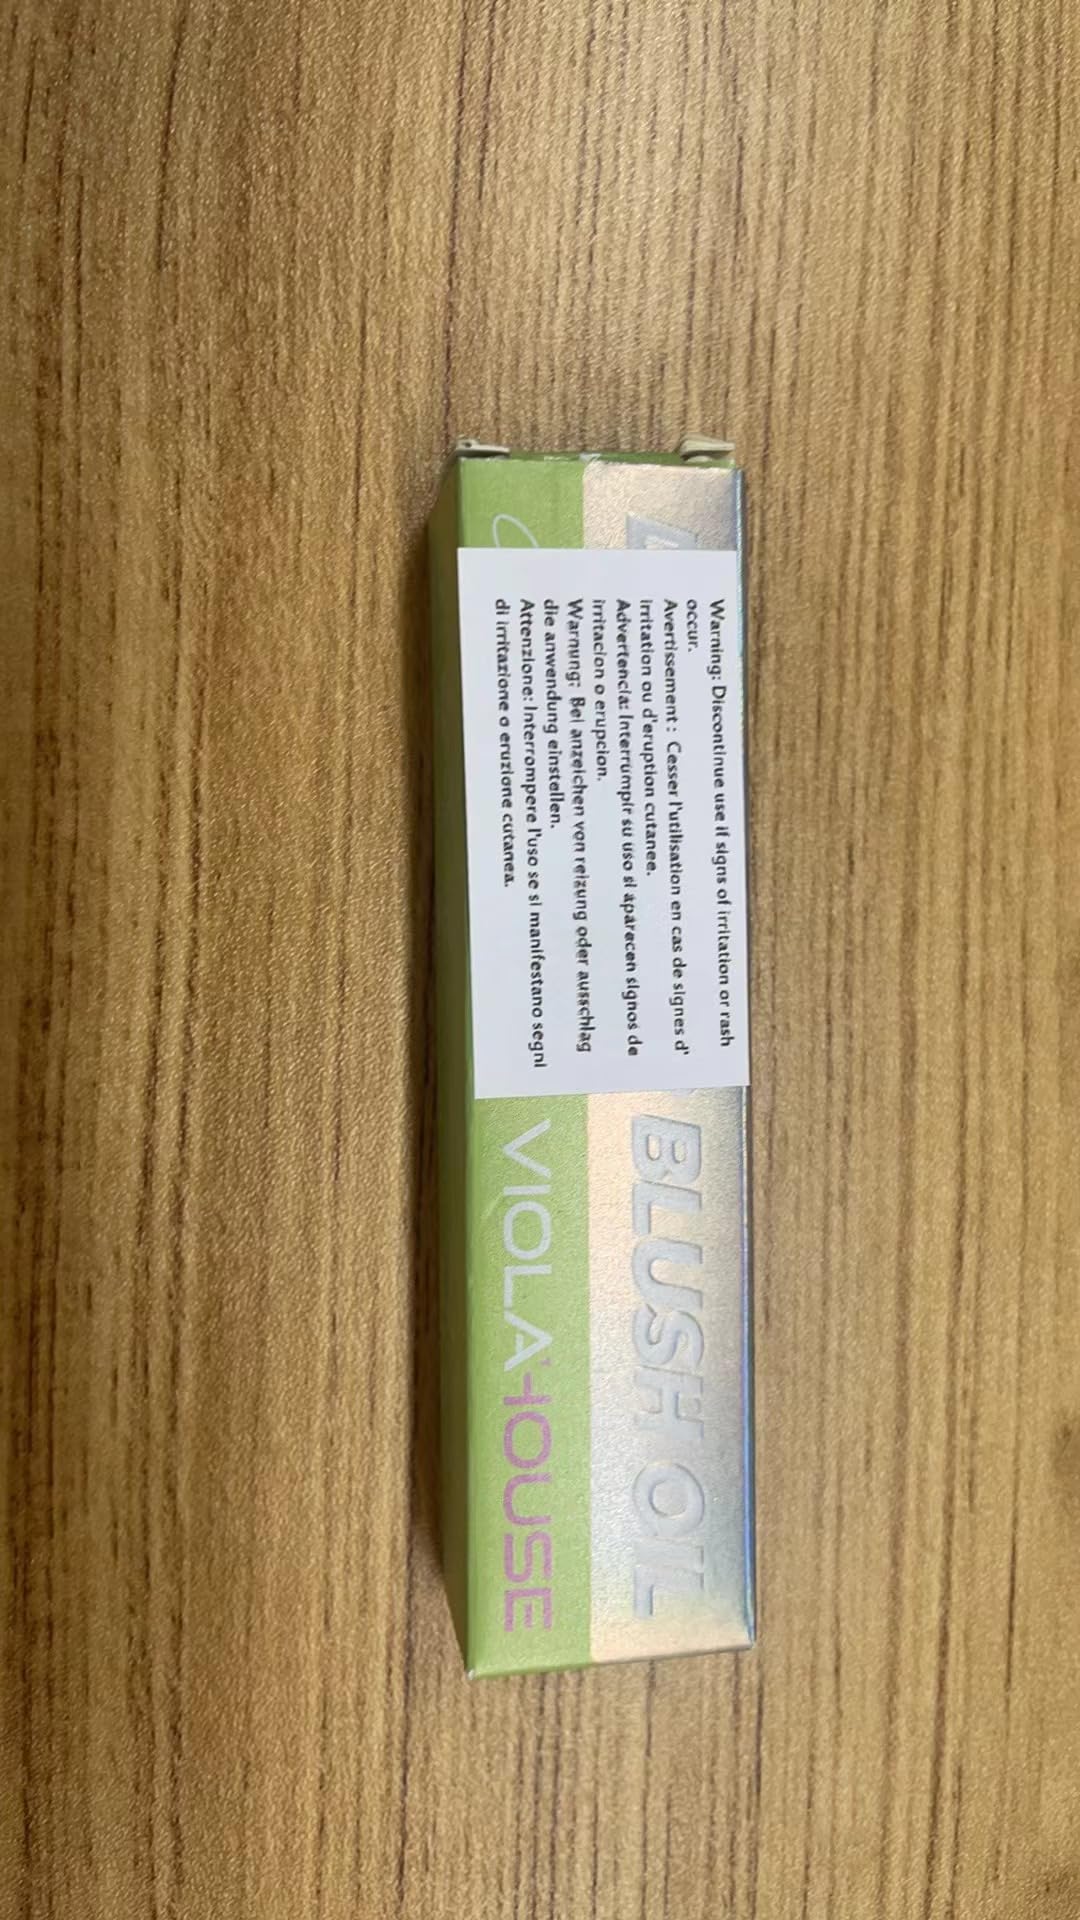 Warning: Discontinue use if signs of irritation or rash
occur.
Avertissement : Cesser l'utilisation en cas de signes d'
irritation ou d'eruption cutanee.
Advertencia: Interrumpir su uso si aparecen signos de
irritacion o erupcion.
Warnung: Bei anzeichen von reizung oder ausschlag
die anwendung einstellen.
Attenzione: Interrompere l'uso se si manifestano segni
di irritazione o eruzione cutanea.
BLUSH OIL
VIOLA'HOUSE